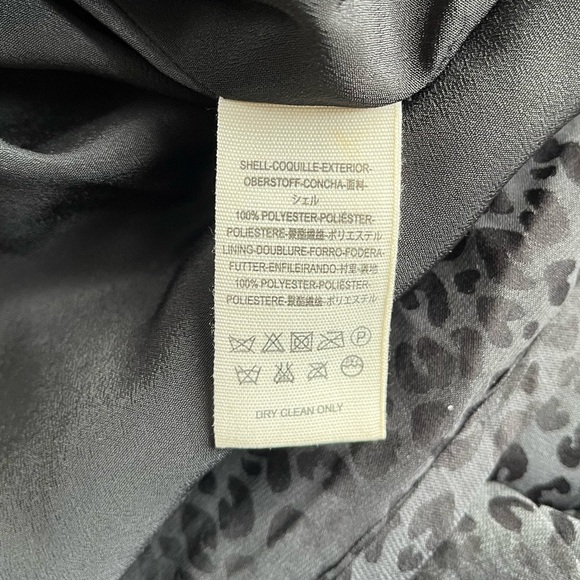 SHELL-COQUILLE-EXTERIOR-
OBERSTOFF-CONCHA-面料-
シェル
100% POLYESTER-POLIÉSTER-
POLIESTERE-聚酯纖維-ポリエステル
LINING-DOUBLURE-FORRO-FODERA-
FUTTER-ENFILEIRANDO-衬里-裏地
100% POLYESTER-POLIÉSTER-
POLIESTERE-聚酯纖維-ポリエステル
P
DRY CLEAN ONLY